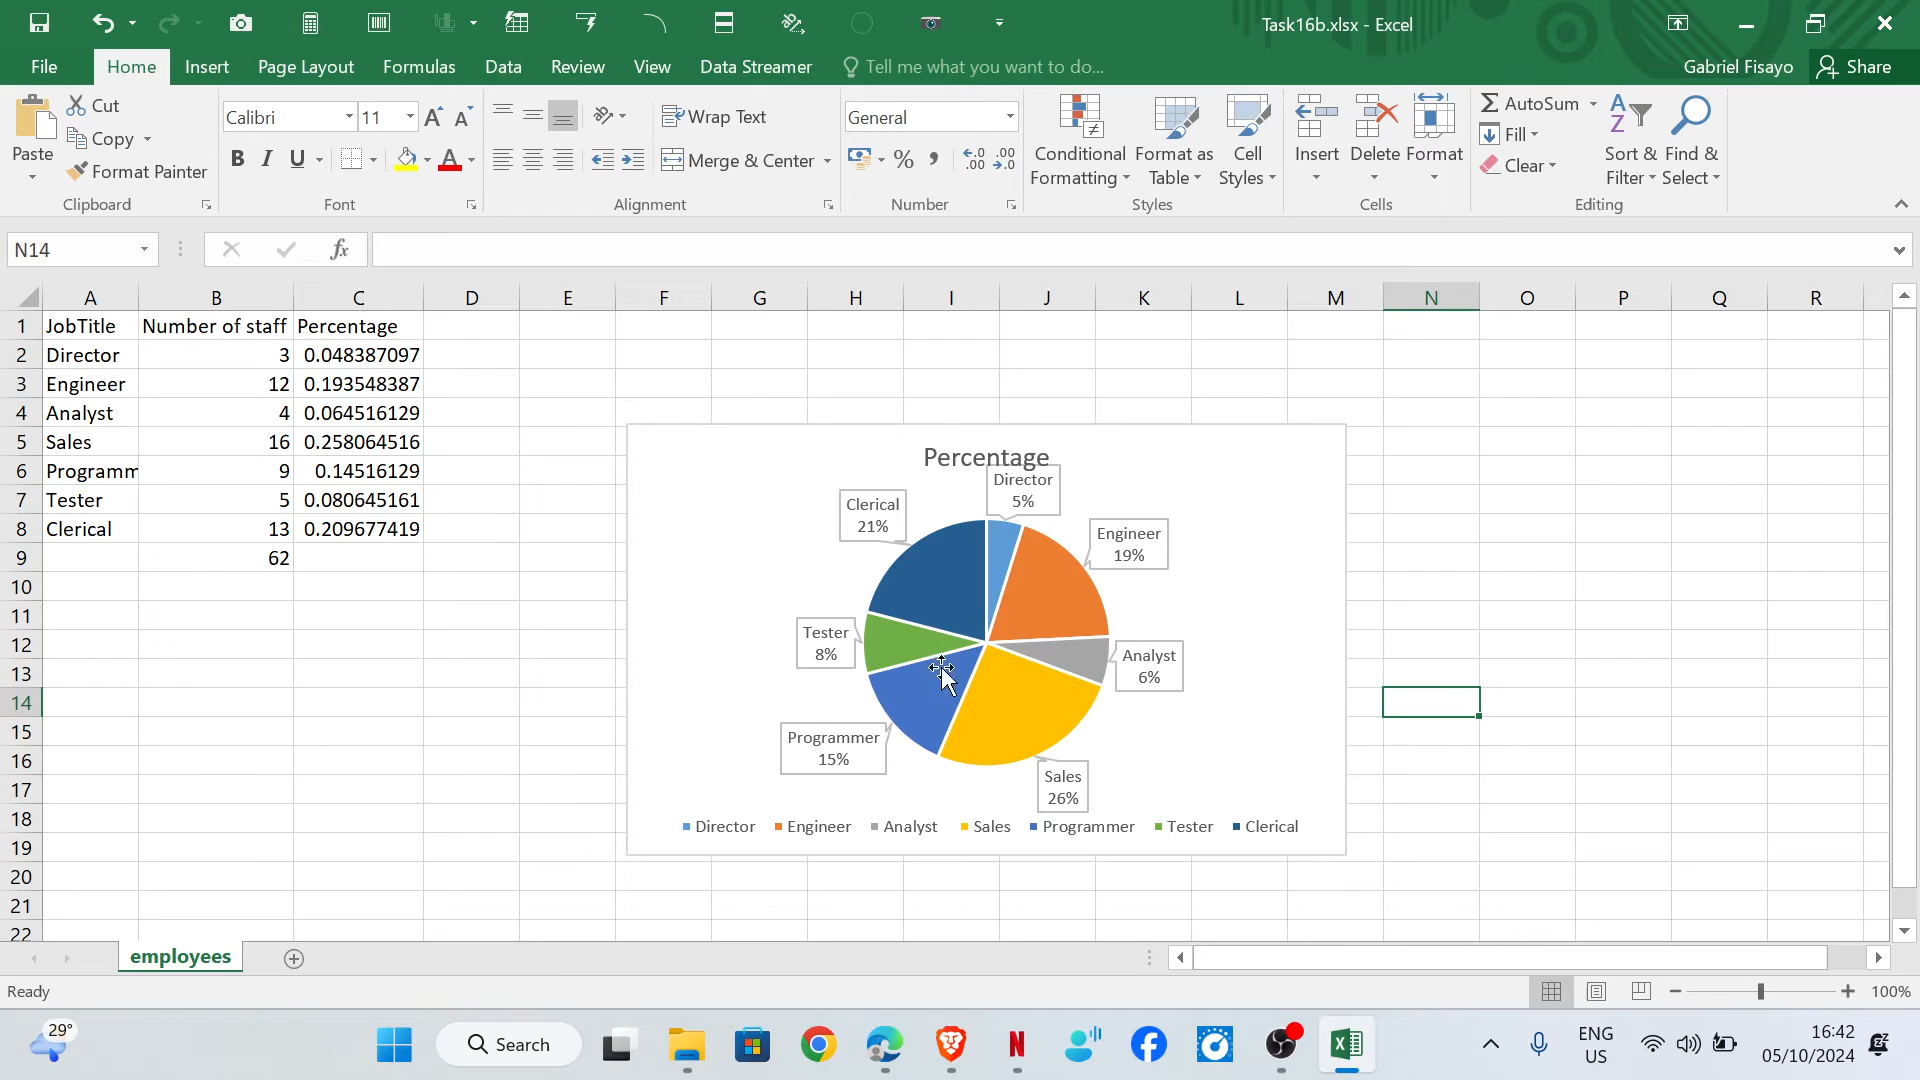 Task16b.xlsx - Excel
File Home Insert Page Layout Formulas Data Review View Data Streamer Tell me what you want to do... Gabriel Fisayo Share
Paste
Cut
Copy
Format Painter
Clipboard
Calibri 11
B I U A
Font
Wrap Text
Merge & Center
Alignment
General
% , .0 .00 .00 .0
Number
Conditional Formatting
Format as Table
Cell Styles
Styles
Insert Delete Format
Cells
AutoSum
Fill
Clear
Sort & Filter
Find & Select
Editing
N14 fx
A B C D E F G H I J K L M N O P Q R
1 JobTitle Number of staff Percentage
2 Director 3 0.048387097
3 Engineer 12 0.193548387
4 Analyst 4 0.064516129
5 Sales 16 0.258064516
6 Programm 9 0.14516129
7 Tester 5 0.080645161
8 Clerical 13 0.209677419
9 62
10
11
12
13
14
15
16
17
18
19
20
21
22
Percentage
Director
5%
Clerical
21%
Engineer
19%
Tester
8%
Analyst
6%
Programmer
15%
Sales
26%
Director Engineer Analyst Sales Programmer Tester Clerical
employees
Ready 100%
29°
Search
ENG
US
16:42
05/10/2024